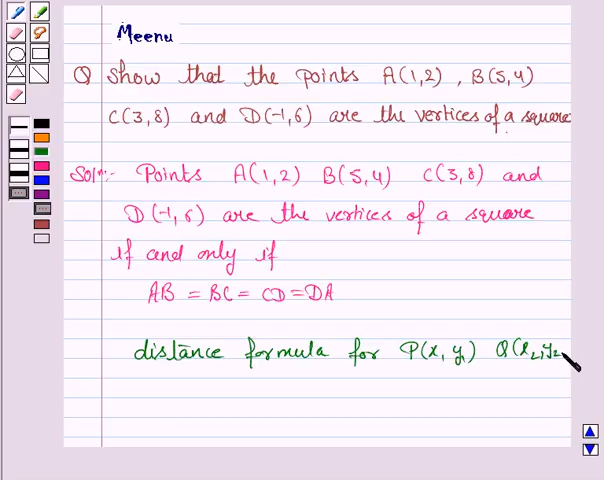 Meenu
Q Show that the points A(1,2), B(5,4)
C(3,8) and D(-1,6) are the vertices of a square
Soln:- Points A(1,2) B(5,4) C(3,8) and
D(-1,6) are the vertices of a square
if and only if
AB = BC = CD = DA
distance formula for P(x, y,) Q(x2,y2